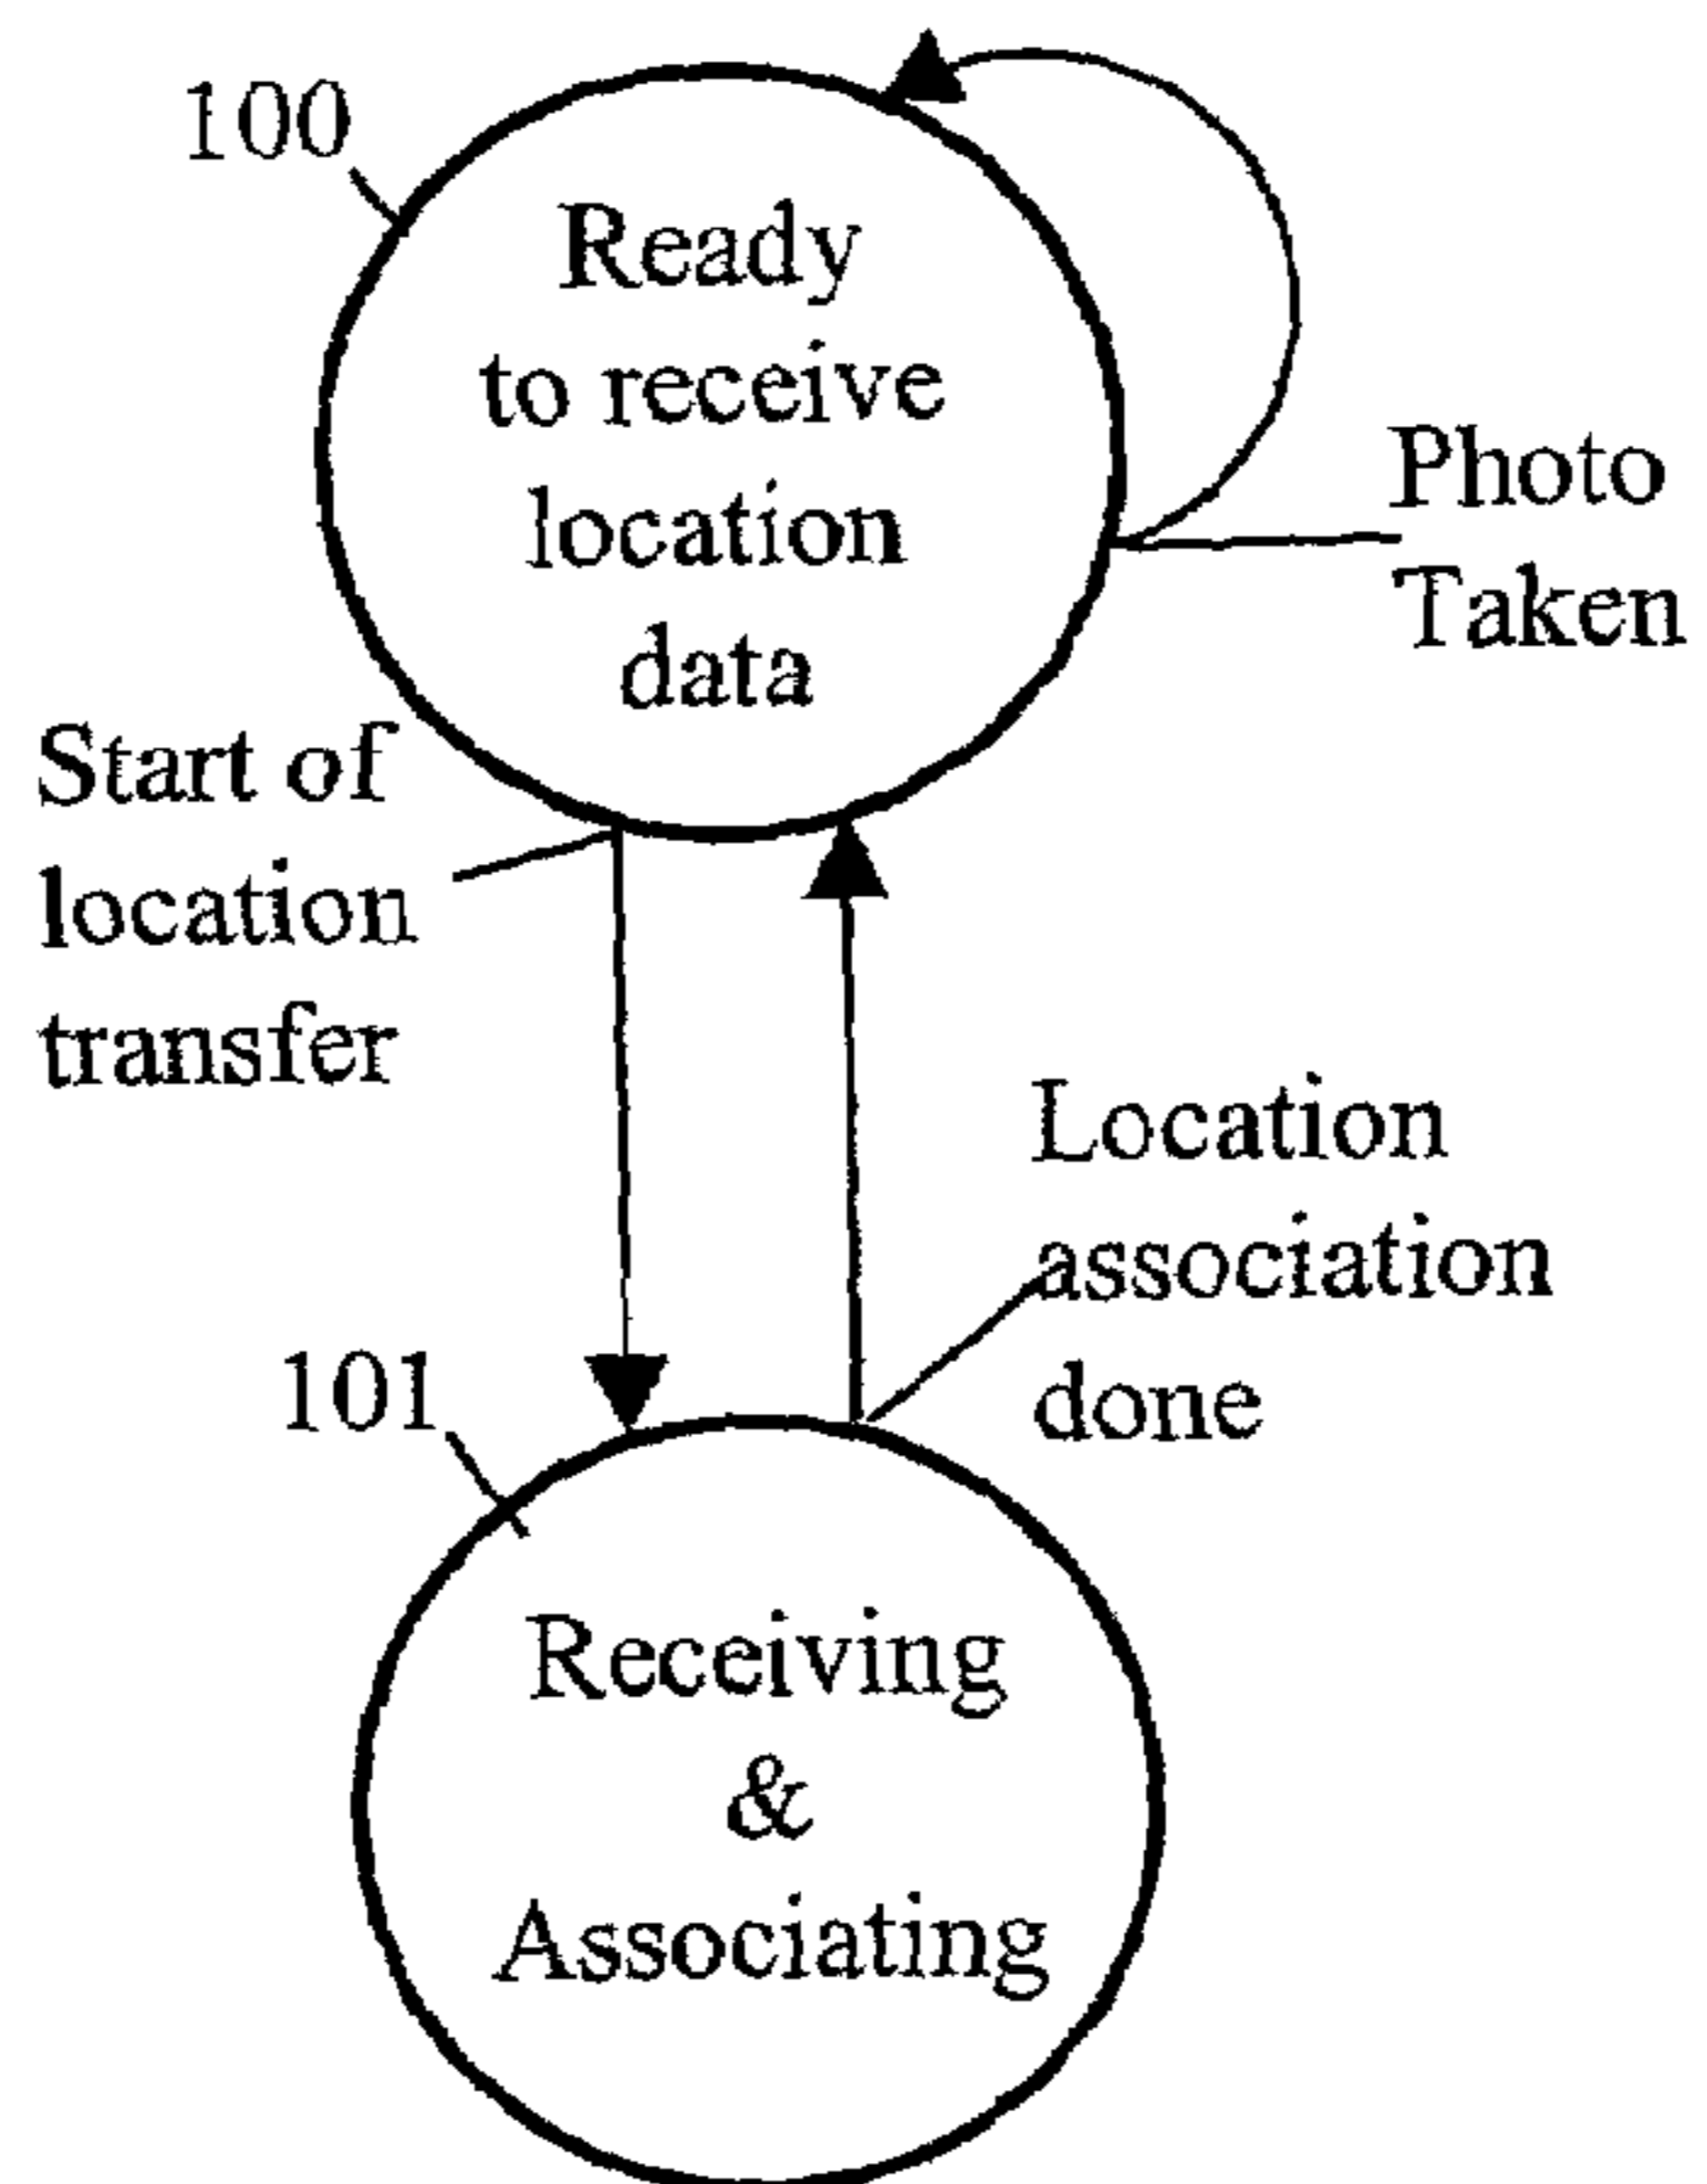 100
Ready
to receive
location
data
Photo
Taken
Start of
location
transfer
Location
association
done
101
Receiving
&
Associating